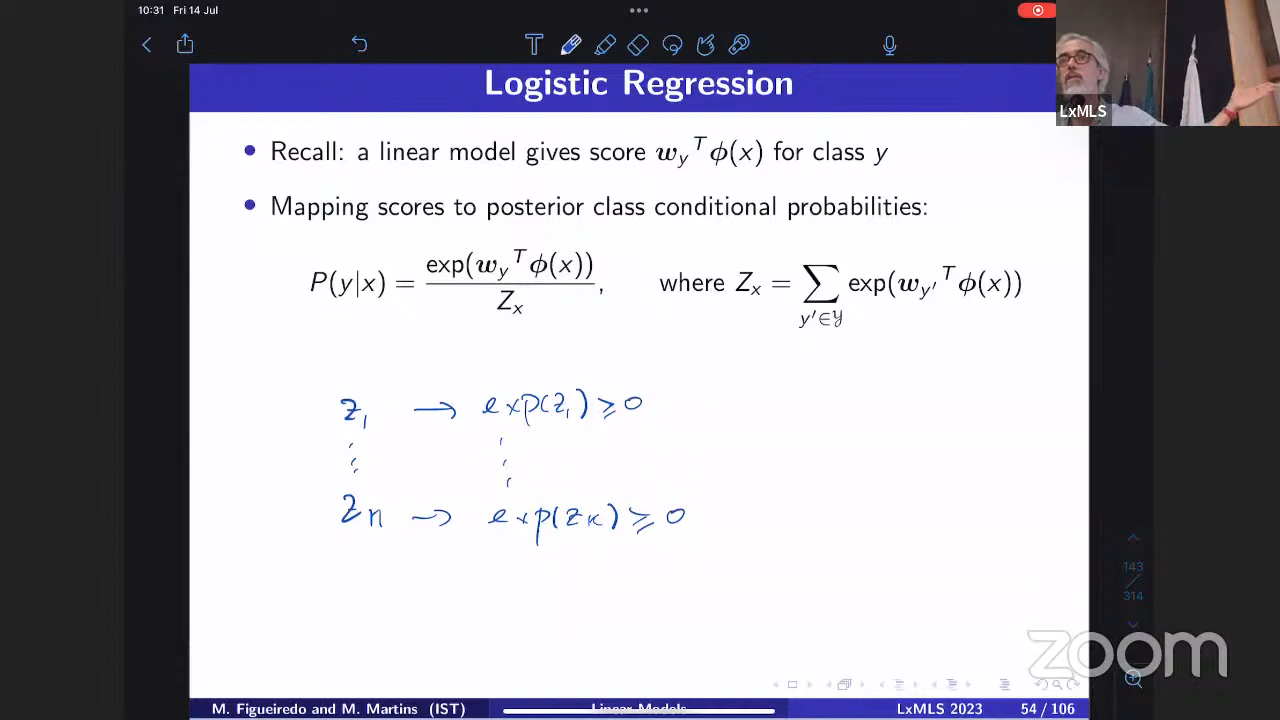 10:31 Fri 14 Jul
LxMLS
Logistic Regression
• Recall: a linear model gives score w_y^T ϕ(x) for class y
• Mapping scores to posterior class conditional probabilities:
P(y|x) = exp(w_y^T ϕ(x)) / Z_x, where Z_x = ∑_{y'∈Y} exp(w_{y'}^T ϕ(x))
z_1 → exp(z_1) ⩾ 0
z_n → exp(z_K) ⩾ 0
143
314
zoom
M. Figueiredo and M. Martins (IST) Linear Models LxMLS 2023 54 / 106